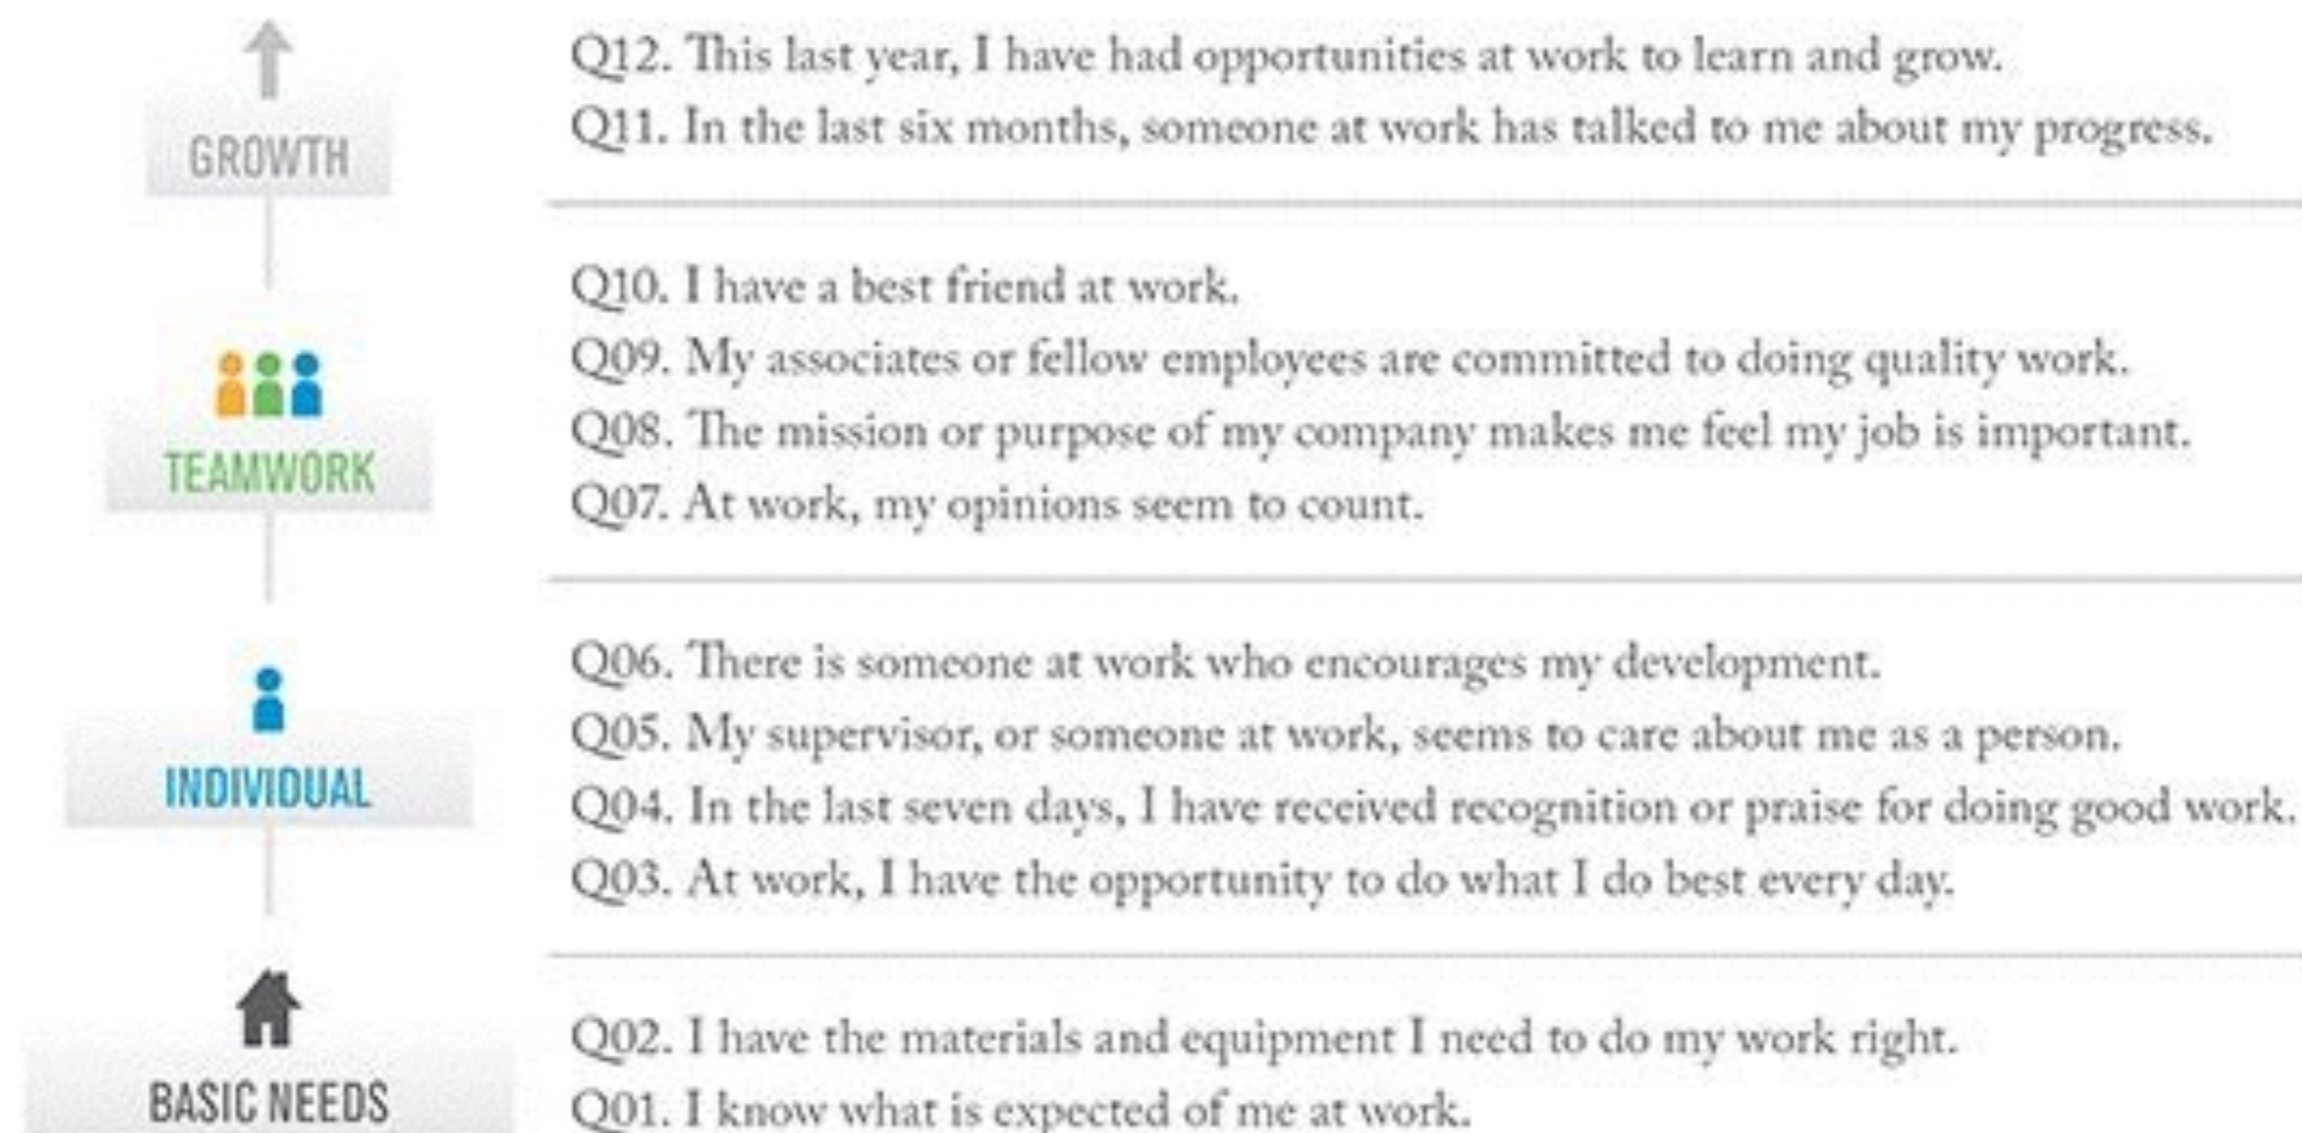 GROWTH
Q12. This last year, I have had opportunities at work to learn and grow.
Q11. In the last six months, someone at work has talked to me about my progress.
TEAMWORK
Q10. I have a best friend at work.
Q09. My associates or fellow employees are committed to doing quality work.
Q08. The mission or purpose of my company makes me feel my job is important.
Q07. At work, my opinions seem to count.
INDIVIDUAL
Q06. There is someone at work who encourages my development.
Q05. My supervisor, or someone at work, seems to care about me as a person.
Q04. In the last seven days, I have received recognition or praise for doing good work.
Q03. At work, I have the opportunity to do what I do best every day.
BASIC NEEDS
Q02. I have the materials and equipment I need to do my work right.
Q01. I know what is expected of me at work.